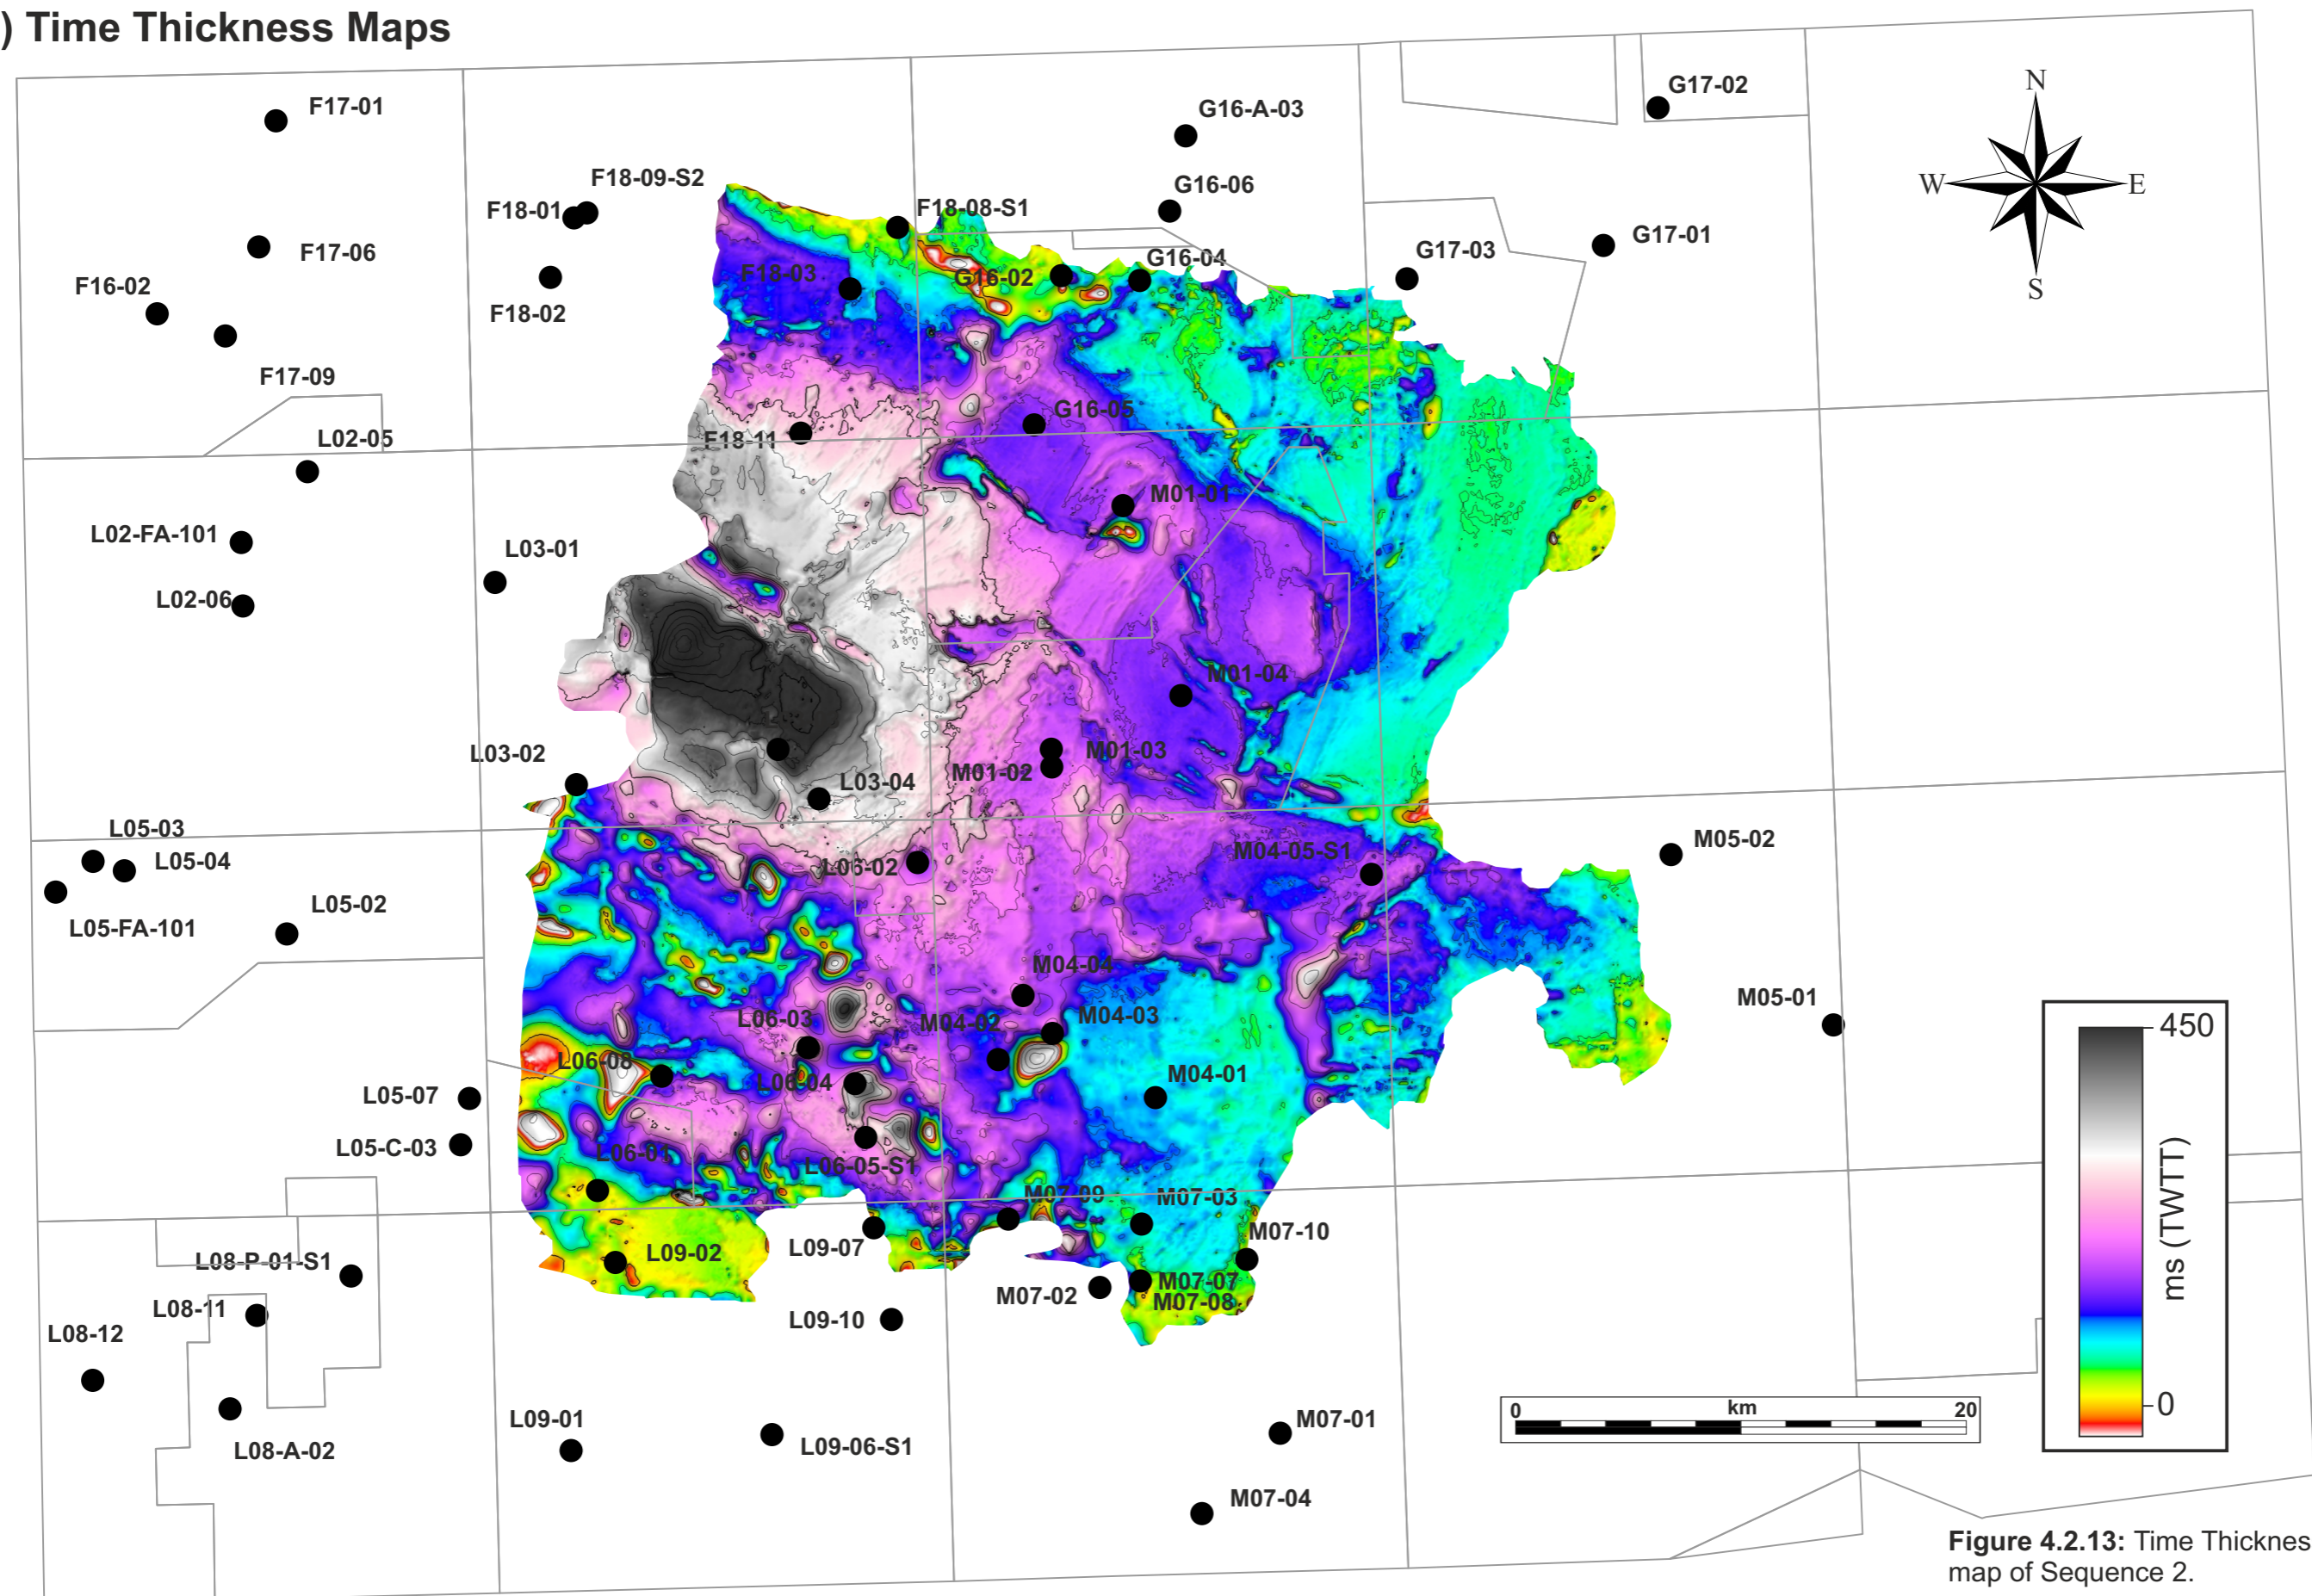 ) Time Thickness Maps
G17-02
F17-01
G16-A-03
N
F18-09-S2
G16-06
W
E
F18-01
F18-08-S1
G17-01
F17-06
G17-03
G16-04
F18-03
G16-02
F16-02
S
F18-02
F17-09
G16-05
L02-05
F18-11
M01-01
L02-FA-101
L03-01
L02-06
M01-04
L03-02
M01-03
M01-02
L03-04
L05-03
M05-02
L05-04
M04-05-S1
L06-02
L05-02
L05-FA-101
M04-04
M05-01
L06-03
M04-02
M04-03
450
L06-08
M04-01
L06-04
L05-07
L05-C-03
L06-01
L06-05-S1
M07-09
M07-03
ms (TWTT)
M07-10
L09-07
L09-02
L08-P-01-S1
M07-07
M07-02
M07-08
L08-11
L09-10
L08-12
0
km
20
0
L09-01
M07-01
L09-06-S1
L08-A-02
M07-04
Figure 4.2.13: Time Thicknes
map of Sequence 2.